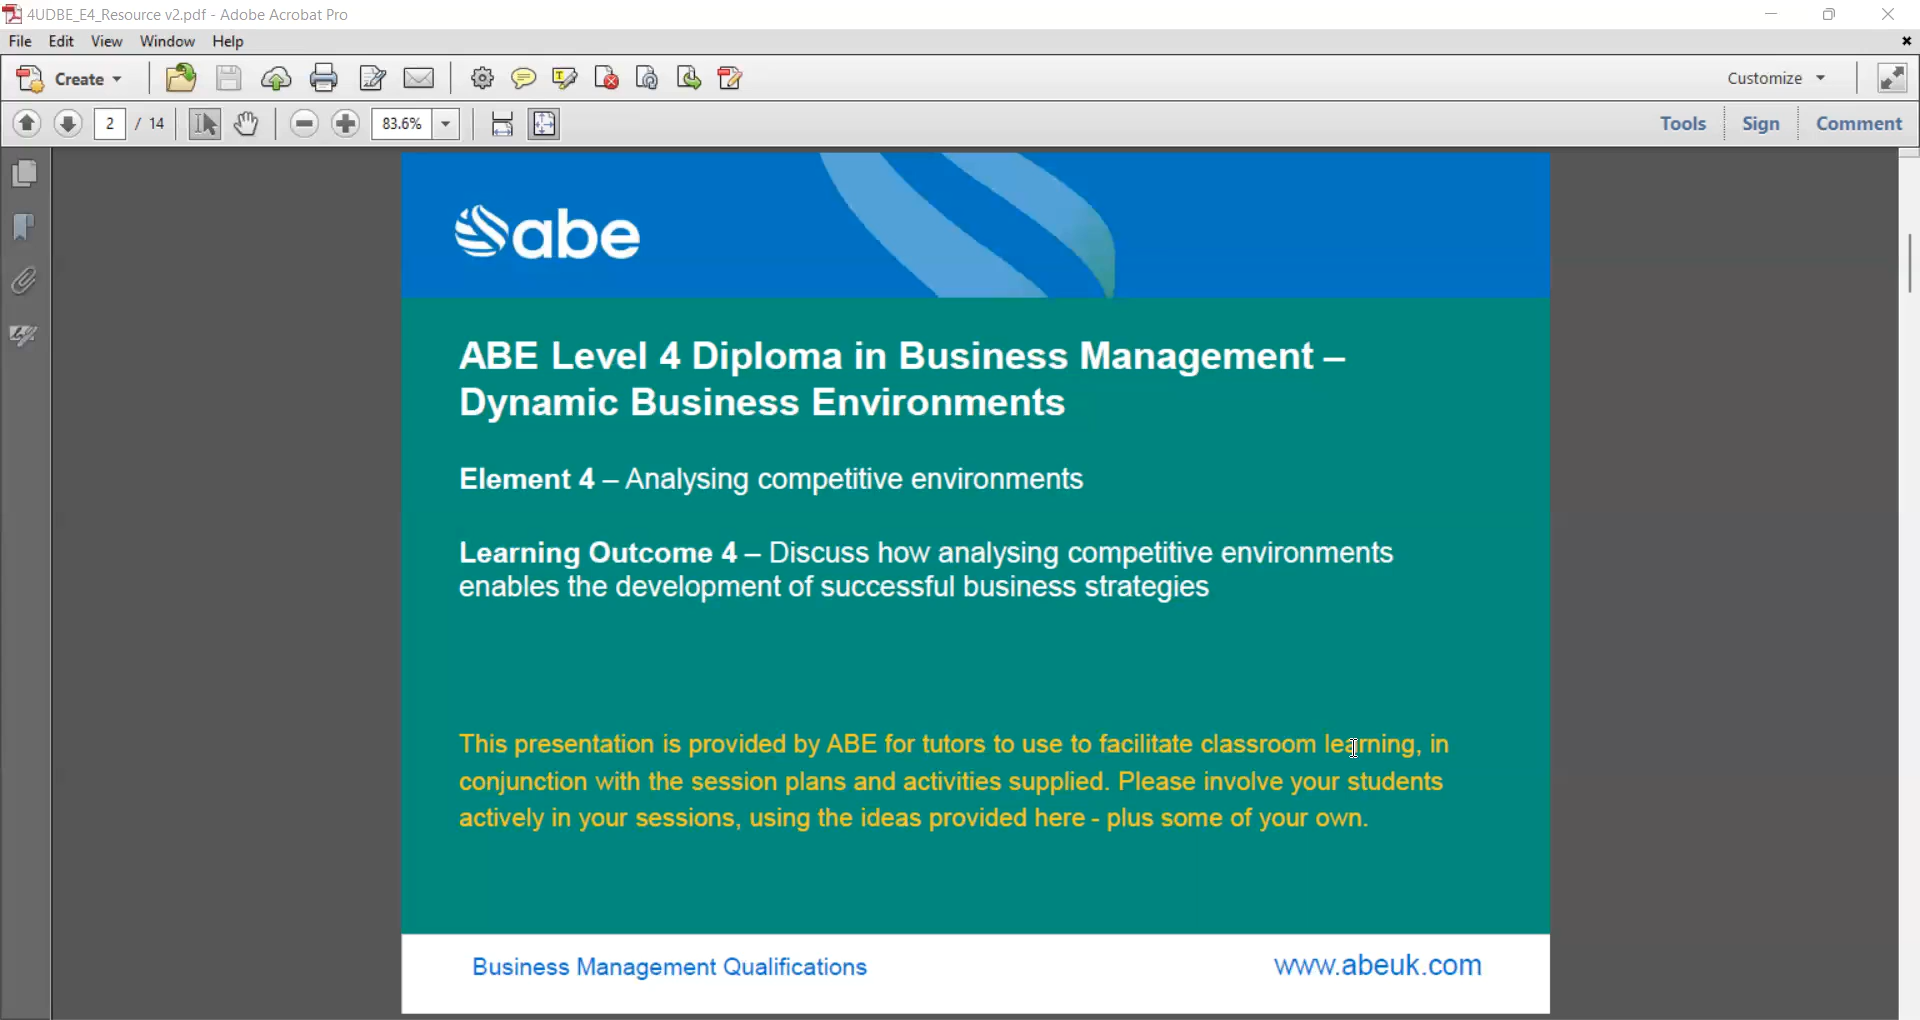 4UDBE_E4_Resource v2.pdf - Adobe Acrobat Pro
File Edit View Window Help
Create Customize
2 / 14 83.6% Tools Sign Comment
abe
ABE Level 4 Diploma in Business Management –
Dynamic Business Environments
Element 4 – Analysing competitive environments
Learning Outcome 4 – Discuss how analysing competitive environments
enables the development of successful business strategies
This presentation is provided by ABE for tutors to use to facilitate classroom learning, in
conjunction with the session plans and activities supplied. Please involve your students
actively in your sessions, using the ideas provided here - plus some of your own.
Business Management Qualifications www.abeuk.com